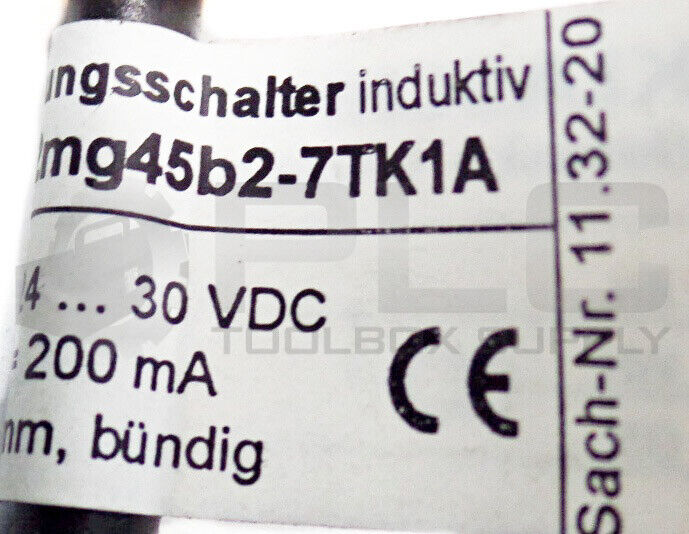 ungsschalter induktiv
mg45b2-7TK1A
4 ... 30 VDC
200 mA
nm, bündig
CE
Sach-Nr. 11.32-20
PLC
TOOLBOX SUPPLY